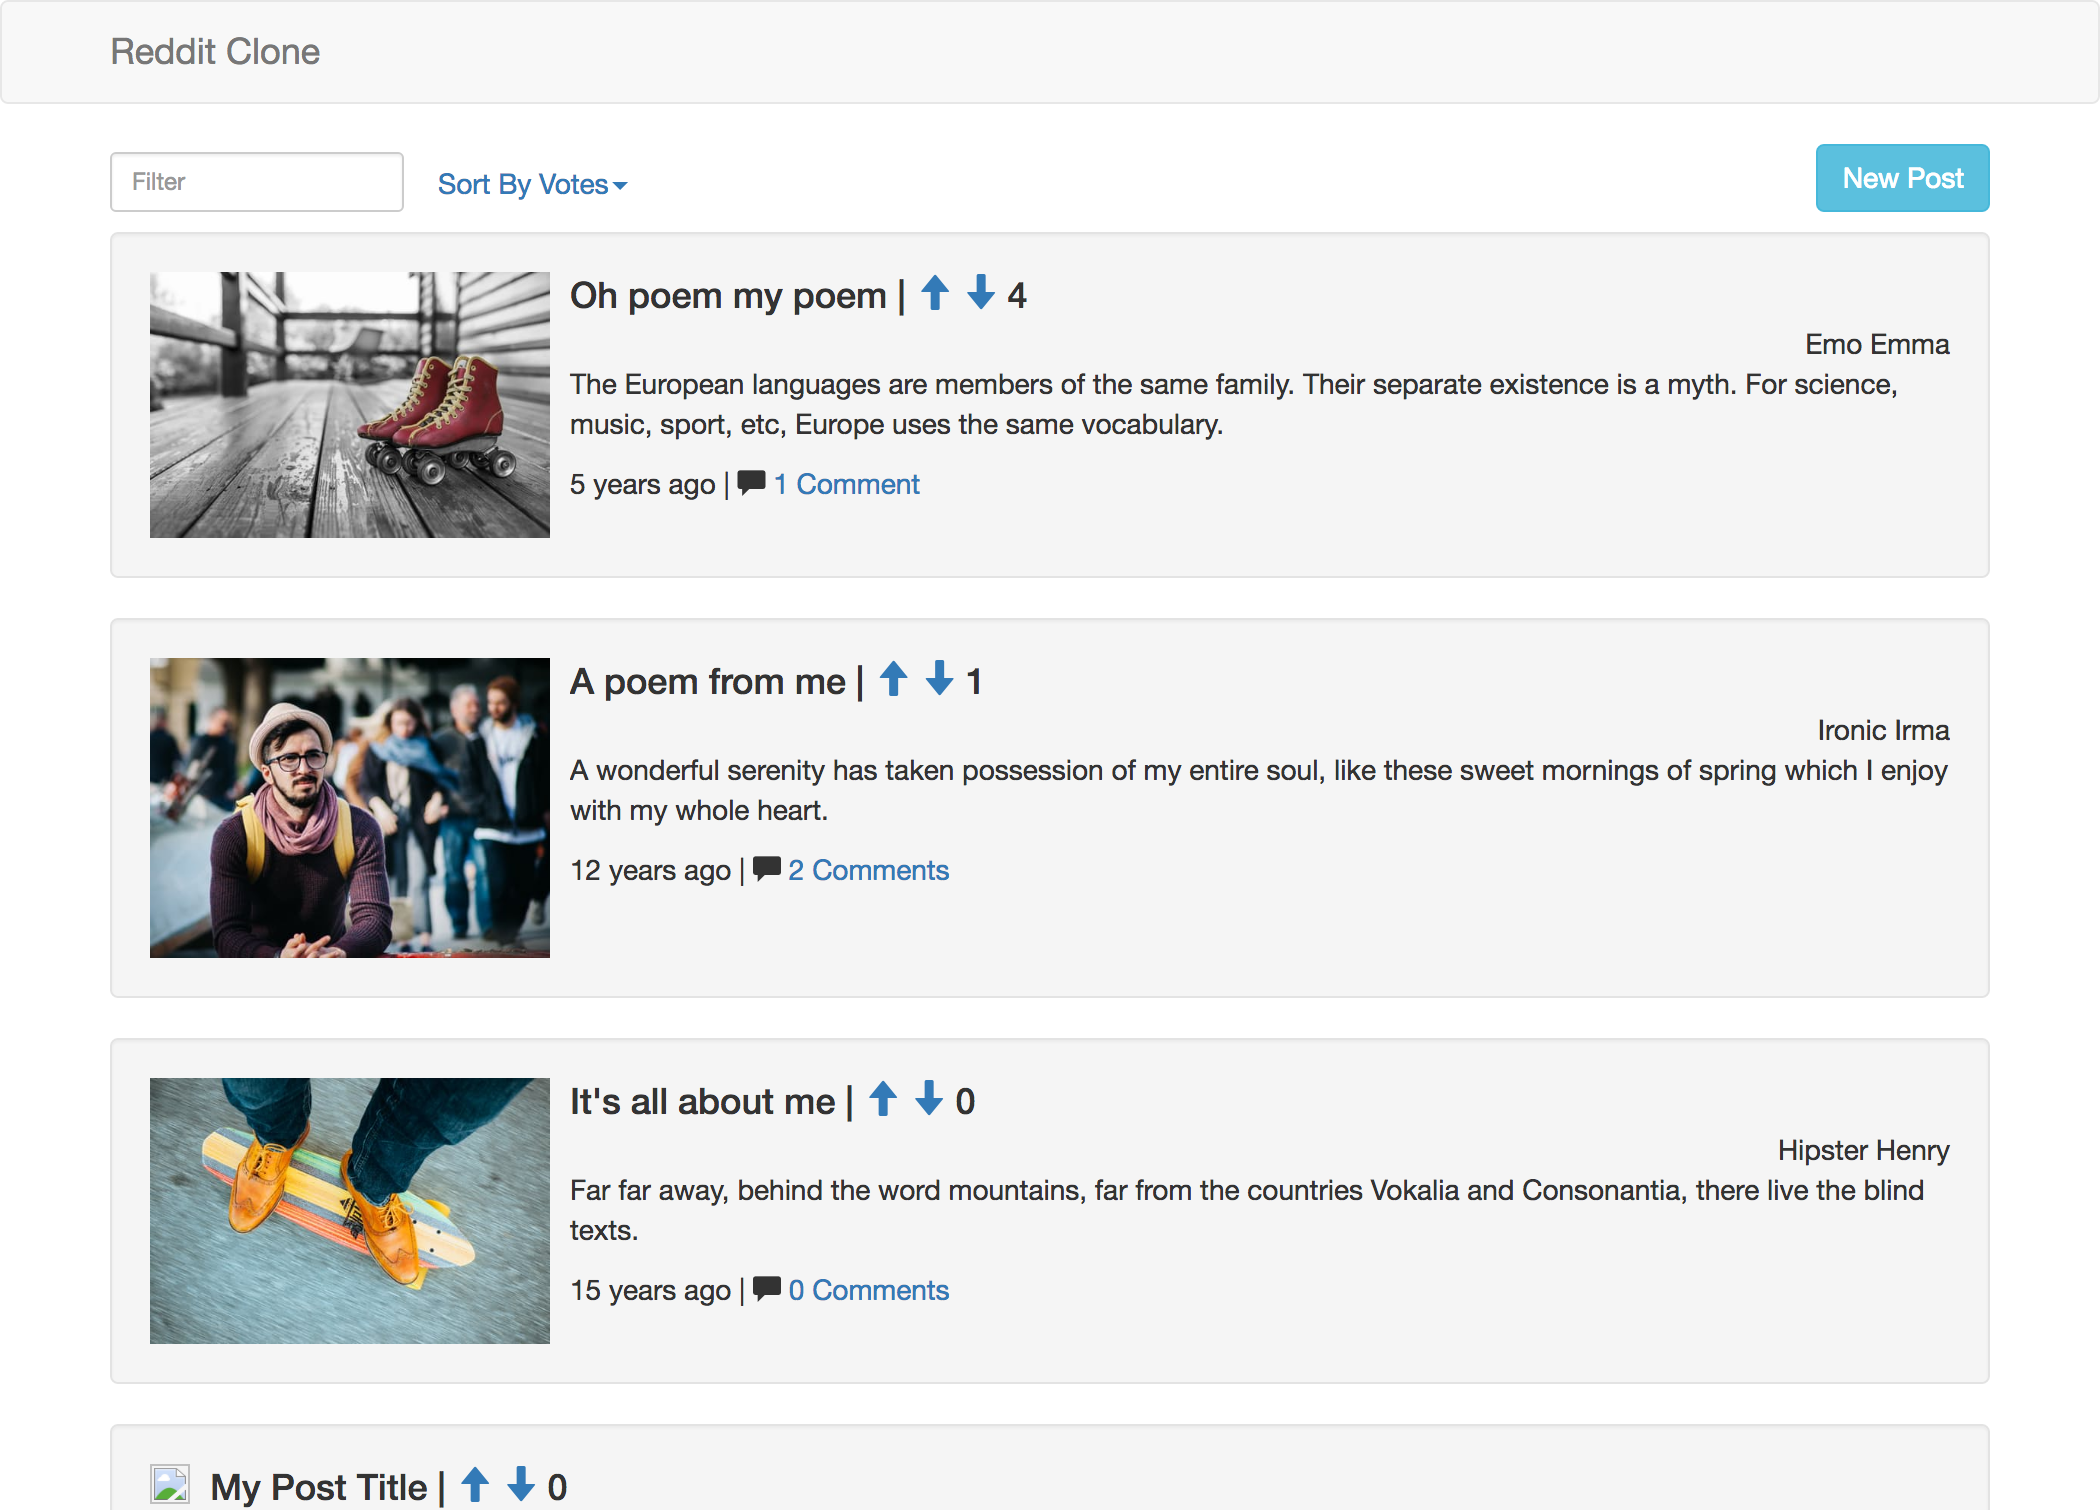 Reddit Clone
Filter
Sort By Votes
New Post
Oh poem my poem | 4
Emo Emma
The European languages are members of the same family. Their separate existence is a myth. For science,
music, sport, etc, Europe uses the same vocabulary.
5 years ago | 1 Comment
A poem from me | 1
Ironic Irma
A wonderful serenity has taken possession of my entire soul, like these sweet mornings of spring which I enjoy
with my whole heart.
12 years ago | 2 Comments
It's all about me | 0
Hipster Henry
Far far away, behind the word mountains, far from the countries Vokalia and Consonantia, there live the blind
texts.
15 years ago | 0 Comments
My Post Title | 0